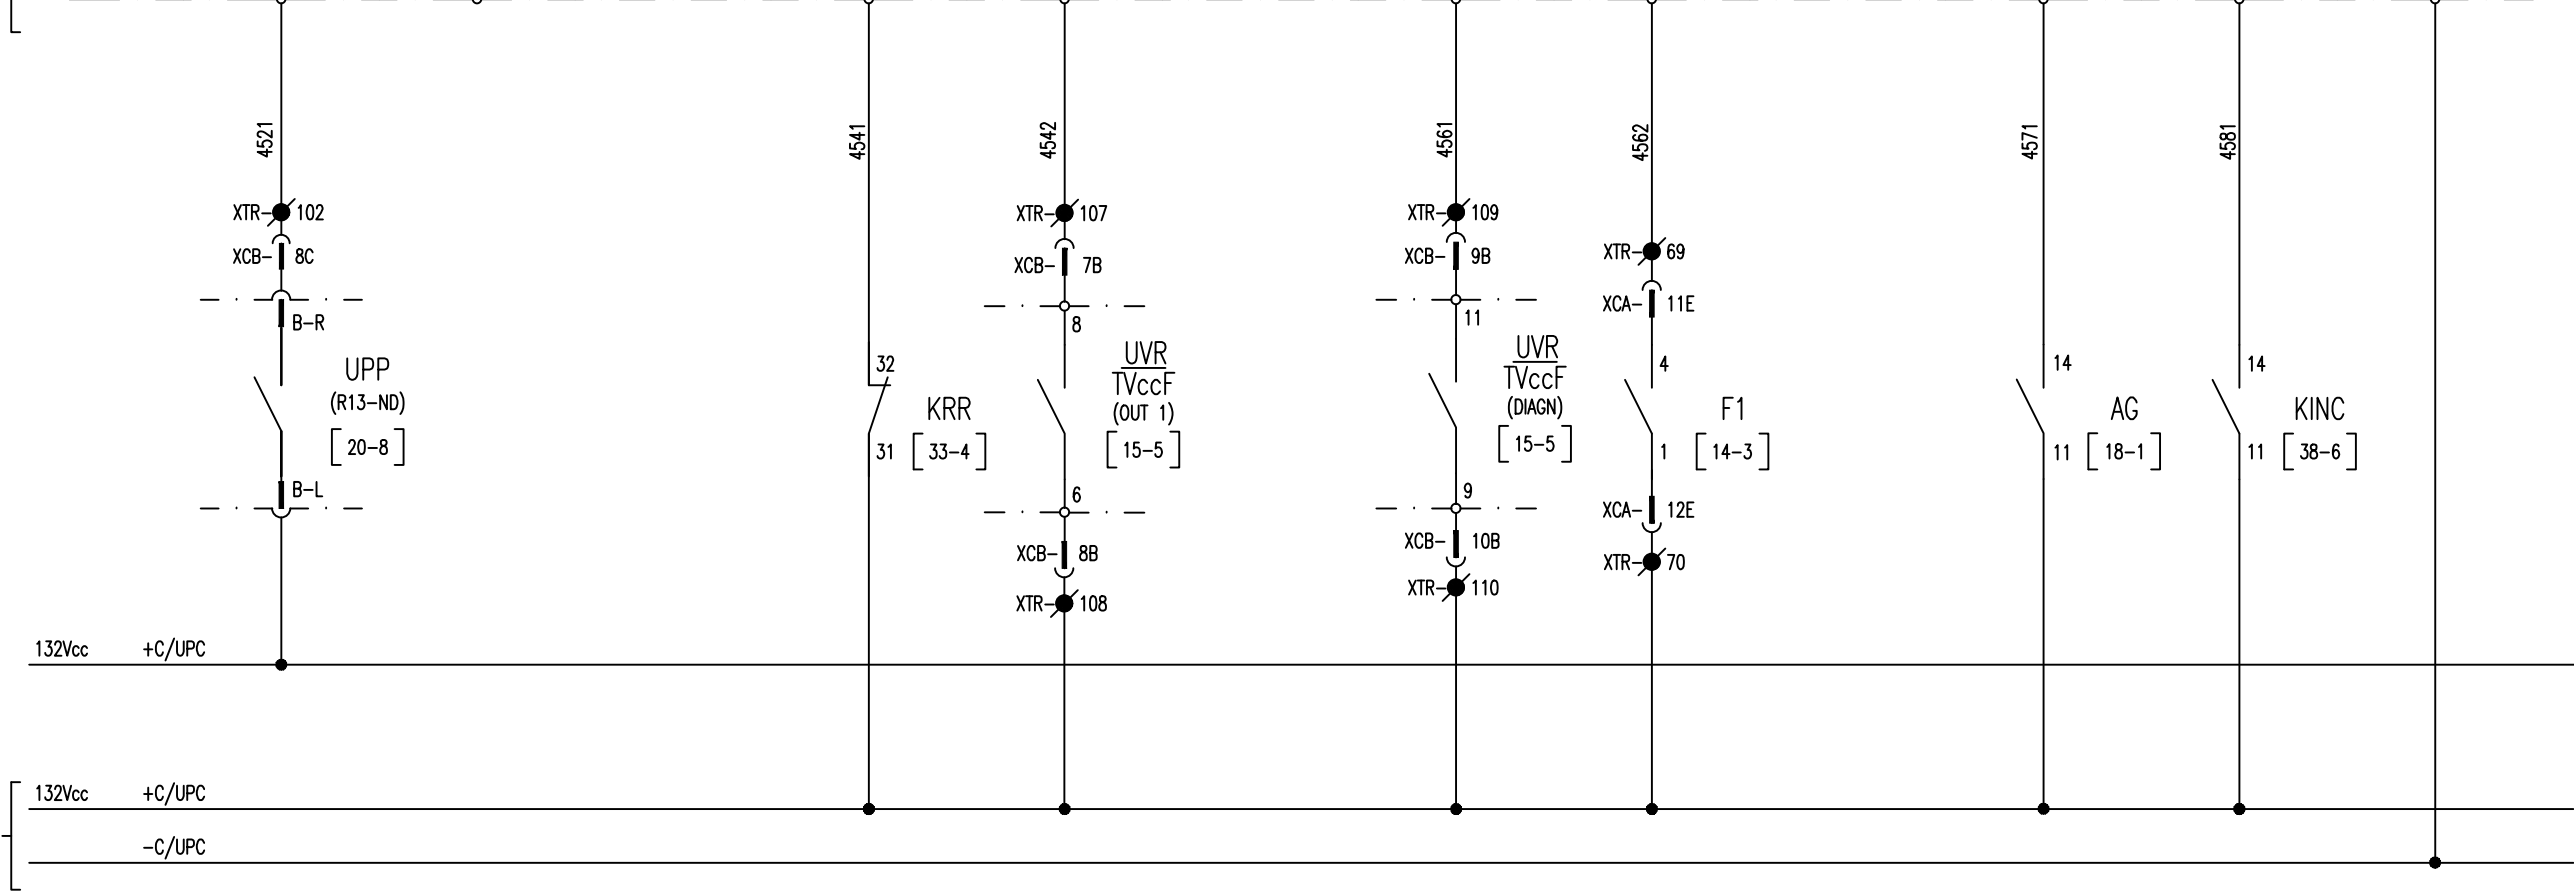 4521
4541
4542
4561
4562
4571
4581
XTR- 102
XCB- 8C
B-R
UPP
(R13-ND)
20-8
B-L
32
KRR
31
33-4
XTR- 107
XCB- 7B
8
UVR
TVccF
(OUT 1)
15-5
6
XCB- 8B
XTR- 108
XTR- 109
XCB- 9B
11
UVR
TVccF
(DIAGN)
15-5
9
XCB- 10B
XTR- 110
XTR- 69
XCA- 11E
4
F1
1
14-3
XCA- 12E
XTR- 70
14
AG
11
18-1
14
KINC
11
38-6
132Vcc +C/UPC
132Vcc +C/UPC
-C/UPC